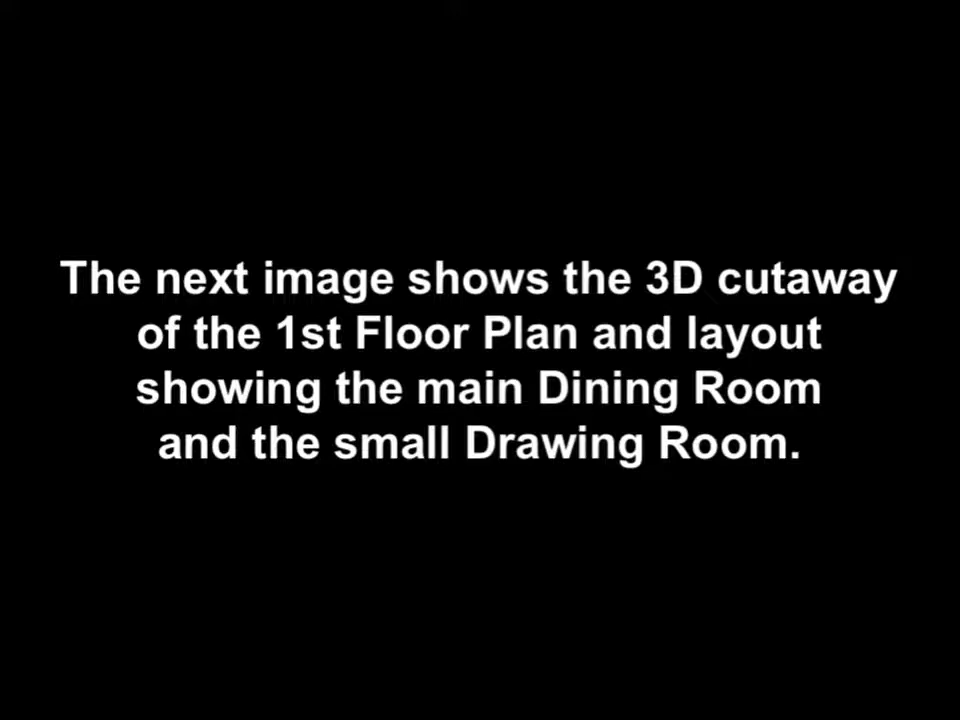 The next image shows the 3D cutaway
of the 1st Floor Plan and layout
showing the main Dining Room
and the small Drawing Room.